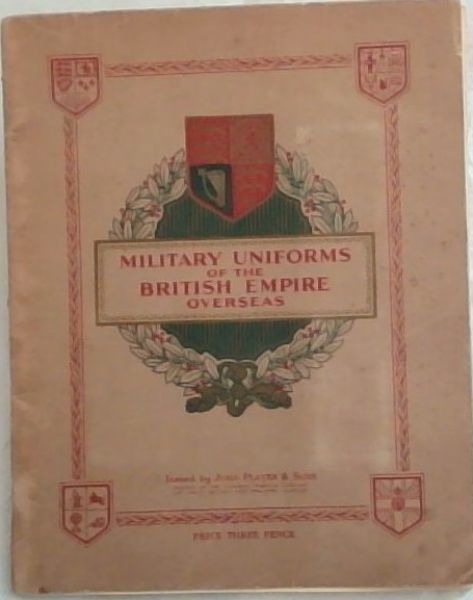 MILITARY UNIFORMS
OF THE
BRITISH EMPIRE
OVERSEAS
Issued by JOHN PLAYER & SONS
PRICE THREE PENCE